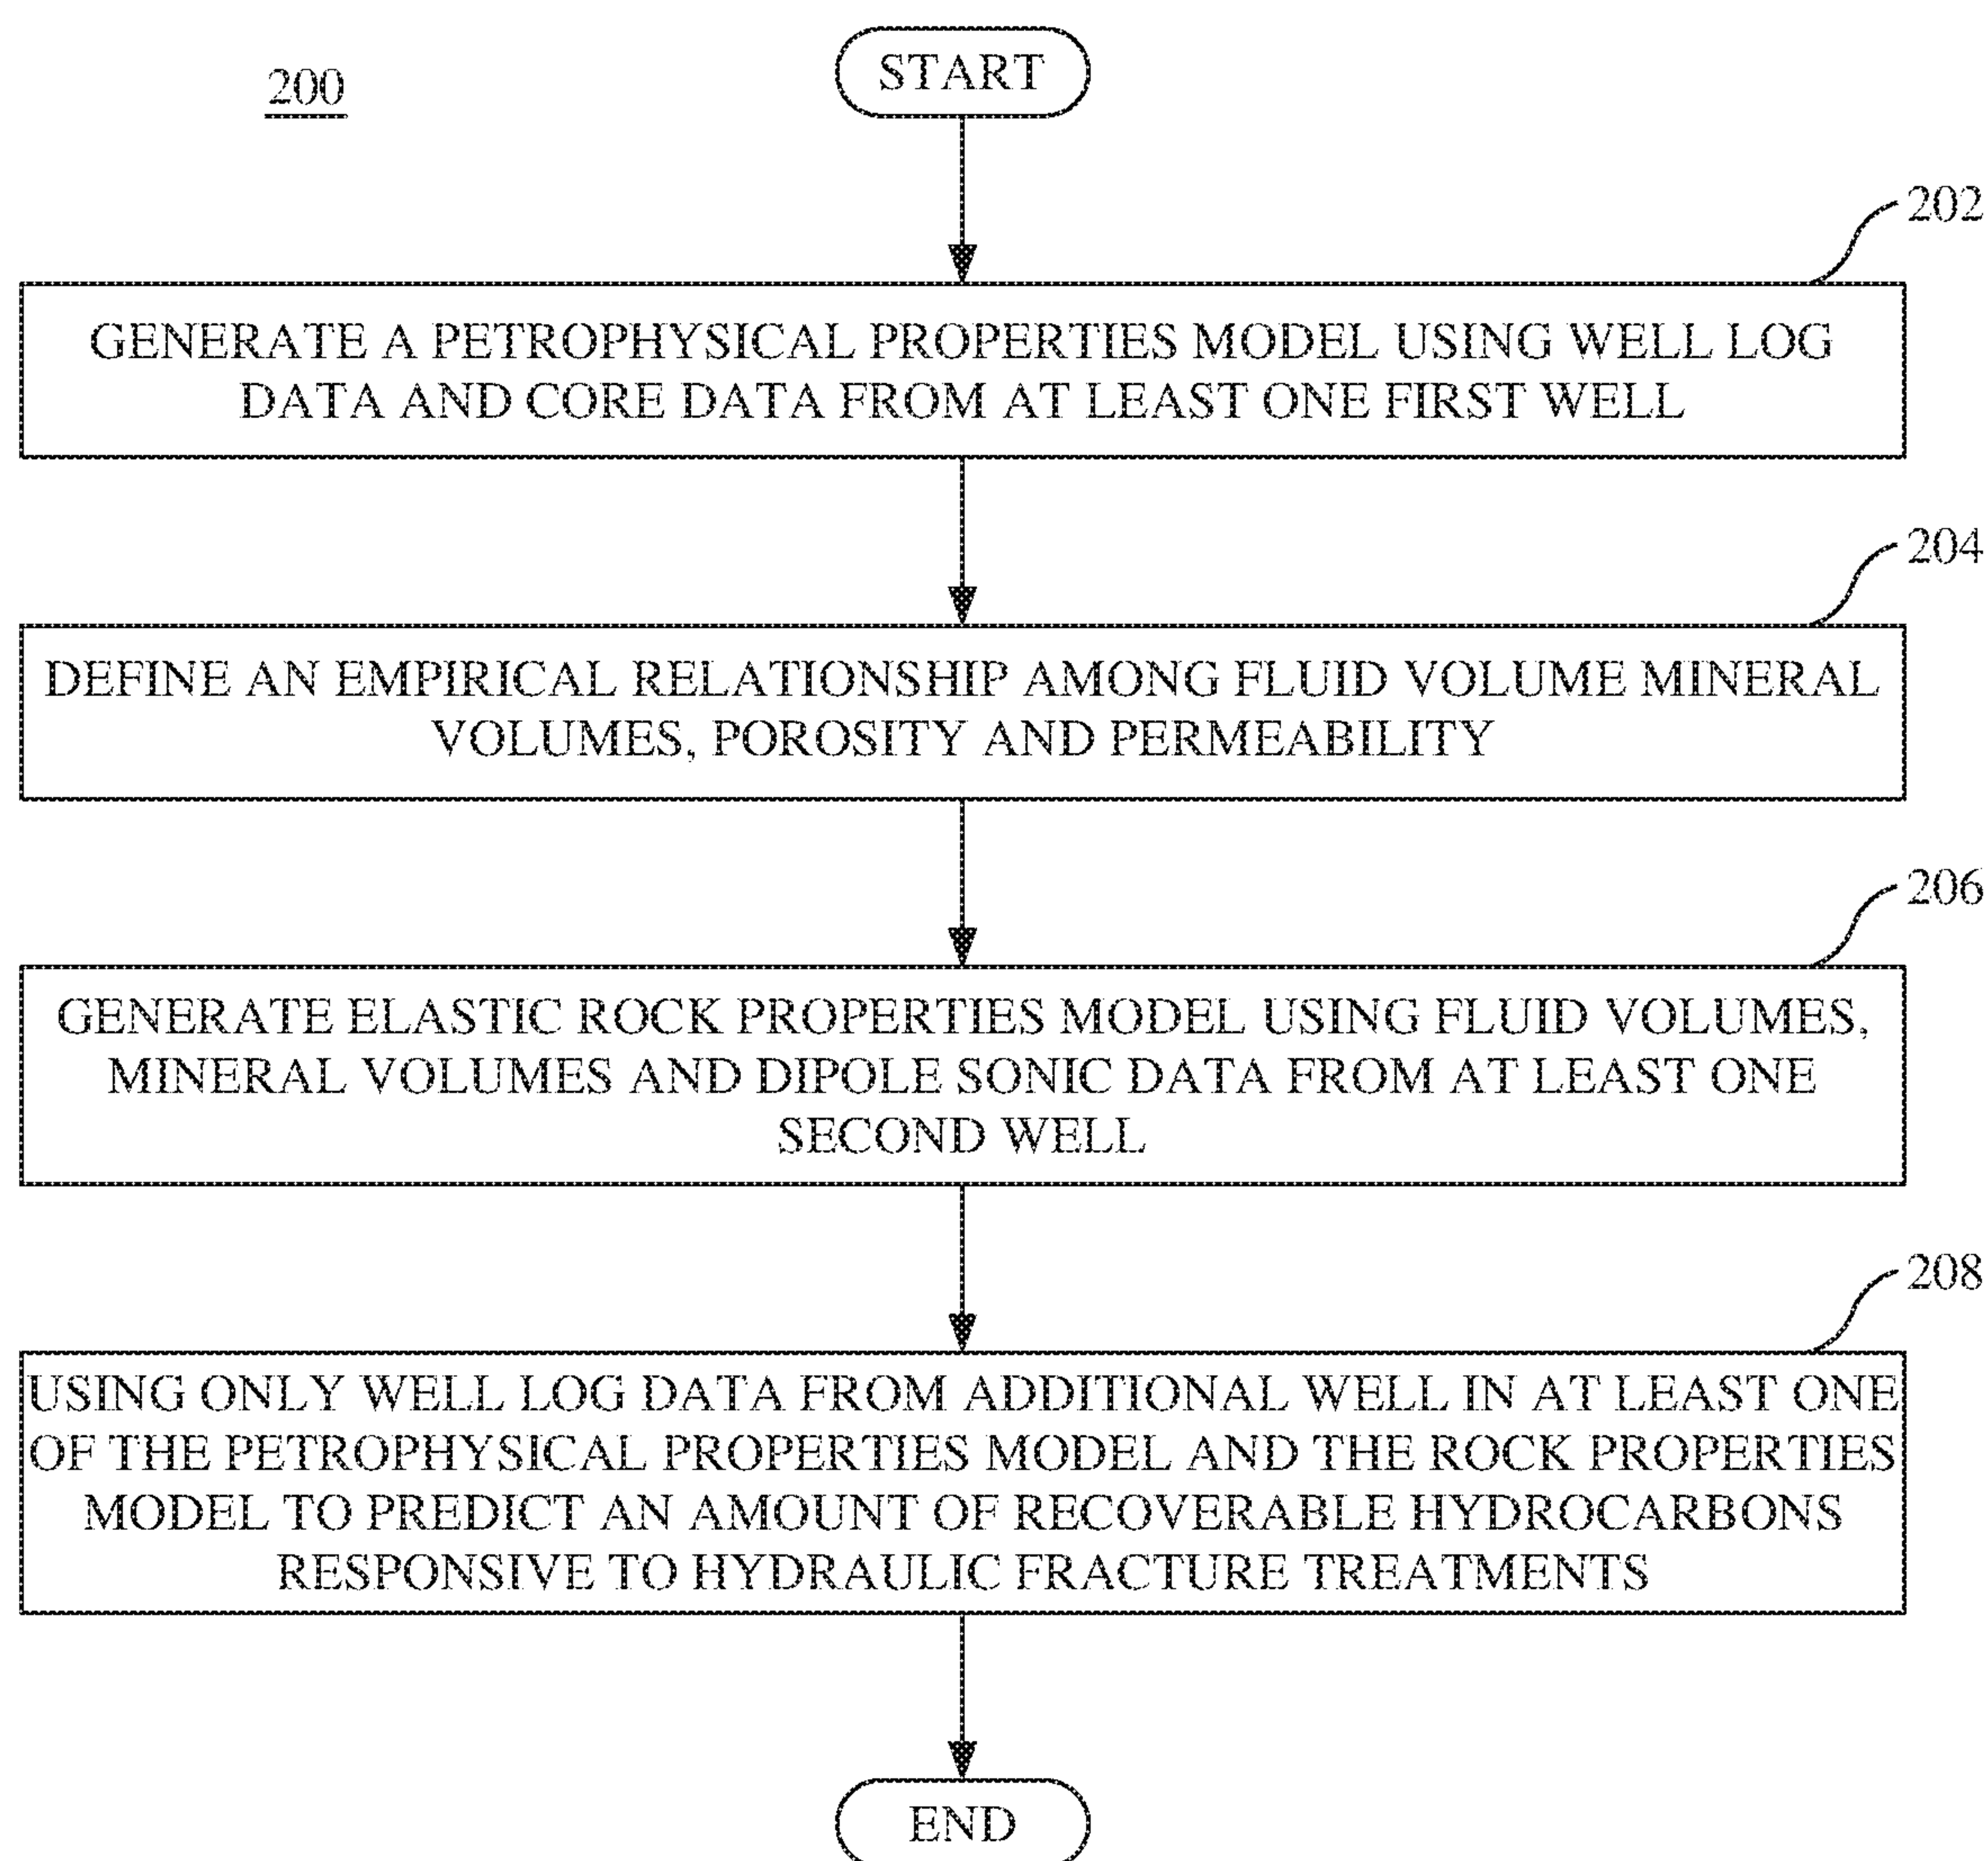 200
START
202
GENERATE A PETROPHYSICAL PROPERTIES MODEL USING WELL LOG
DATA AND CORE DATA FROM AT LEAST ONE FIRST WELL
204
DEFINE AN EMPIRICAL RELATIONSHIP AMONG FLUID VOLUME MINERAL
VOLUMES, POROSITY AND PERMEABILITY
206
GENERATE ELASTIC ROCK PROPERTIES MODEL USING FLUID VOLUMES,
MINERAL VOLUMES AND DIPOLE SONIC DATA FROM AT LEAST ONE
SECOND WELL
208
USING ONLY WELL LOG DATA FROM ADDITIONAL WELL IN AT LEAST ONE
OF THE PETROPHYSICAL PROPERTIES MODEL AND THE ROCK PROPERTIES
MODEL TO PREDICT AN AMOUNT OF RECOVERABLE HYDROCARBONS
RESPONSIVE TO HYDRAULIC FRACTURE TREATMENTS
END